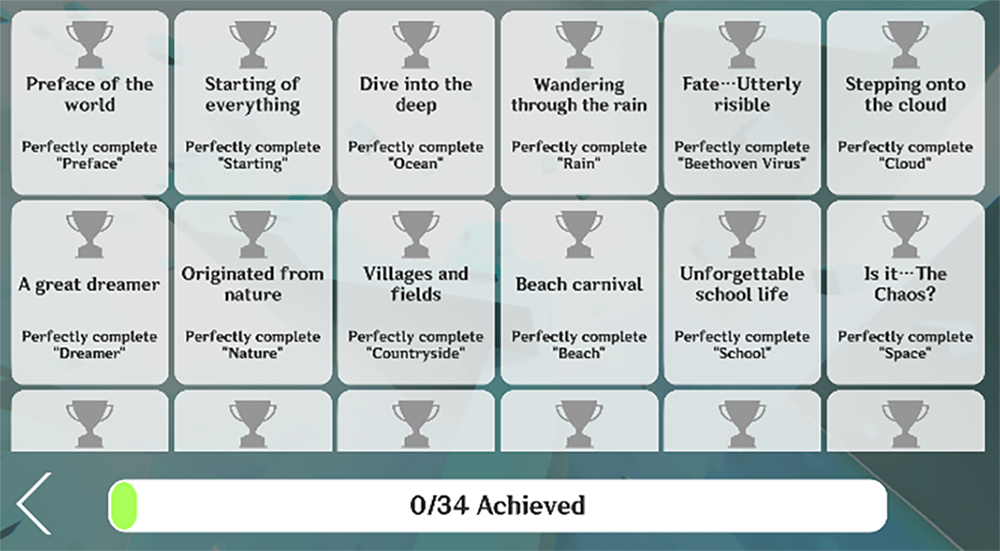 Preface of the
world
Perfectly complete
"Preface"
Starting of
everything
Perfectly complete
"Starting"
Dive into the
deep
Perfectly complete
"Ocean"
Wandering
through the rain
Perfectly complete
"Rain"
Fate···Utterly
risible
Perfectly complete
"Beethoven Virus"
Stepping onto
the cloud
Perfectly complete
"Cloud"
A great dreamer
Perfectly complete
"Dreamer"
Originated from
nature
Perfectly complete
"Nature"
Villages and
fields
Perfectly complete
"Countryside"
Beach carnival
Perfectly complete
"Beach"
Unforgettable
school life
Perfectly complete
"School"
Is it···The
Chaos?
Perfectly complete
"Space"
0/34 Achieved